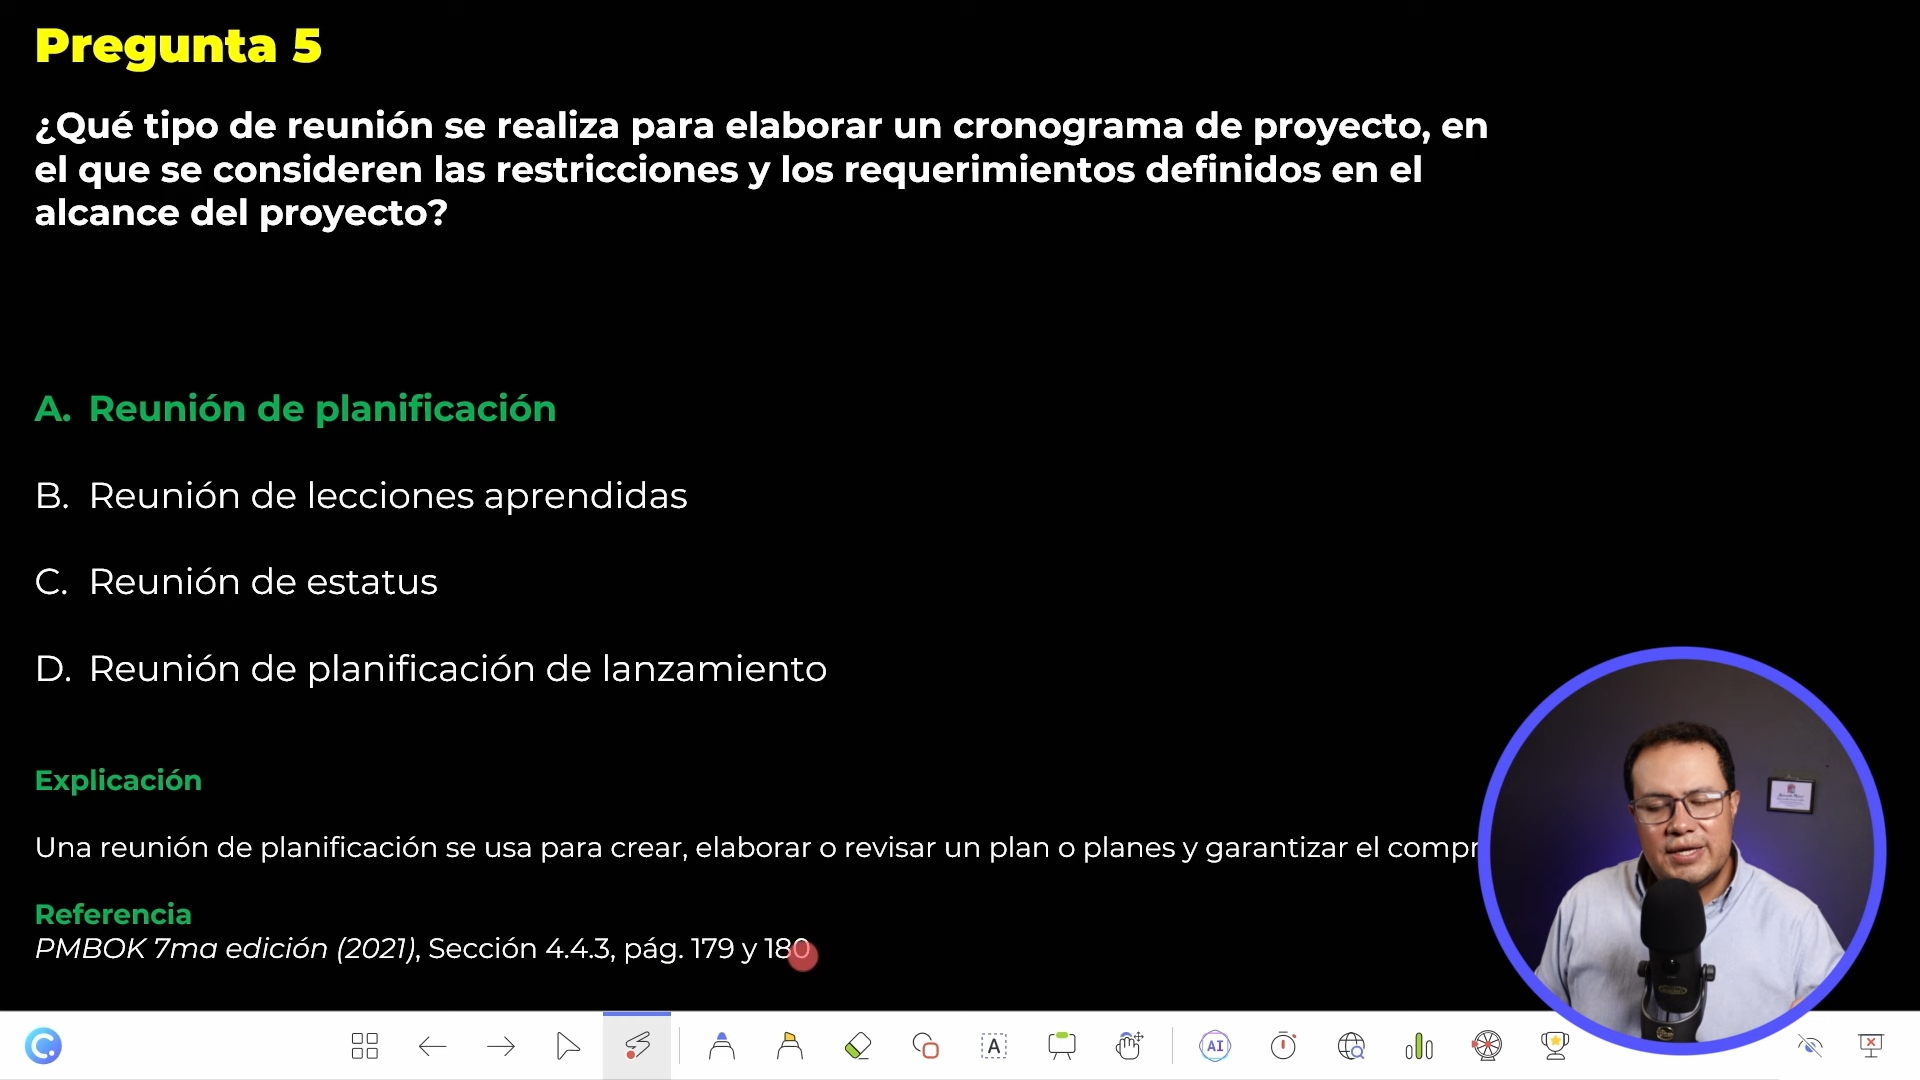 Pregunta 5
¿Qué tipo de reunión se realiza para elaborar un cronograma de proyecto, en
el que se consideren las restricciones y los requerimientos definidos en el
alcance del proyecto?
A. Reunión de planificación
B. Reunión de lecciones aprendidas
C. Reunión de estatus
D. Reunión de planificación de lanzamiento
Explicación
Una reunión de planificación se usa para crear, elaborar o revisar un plan o planes y garantizar el compr
Referencia
PMBOK 7ma edición (2021), Sección 4.4.3, pág. 179 y 180
A
AI